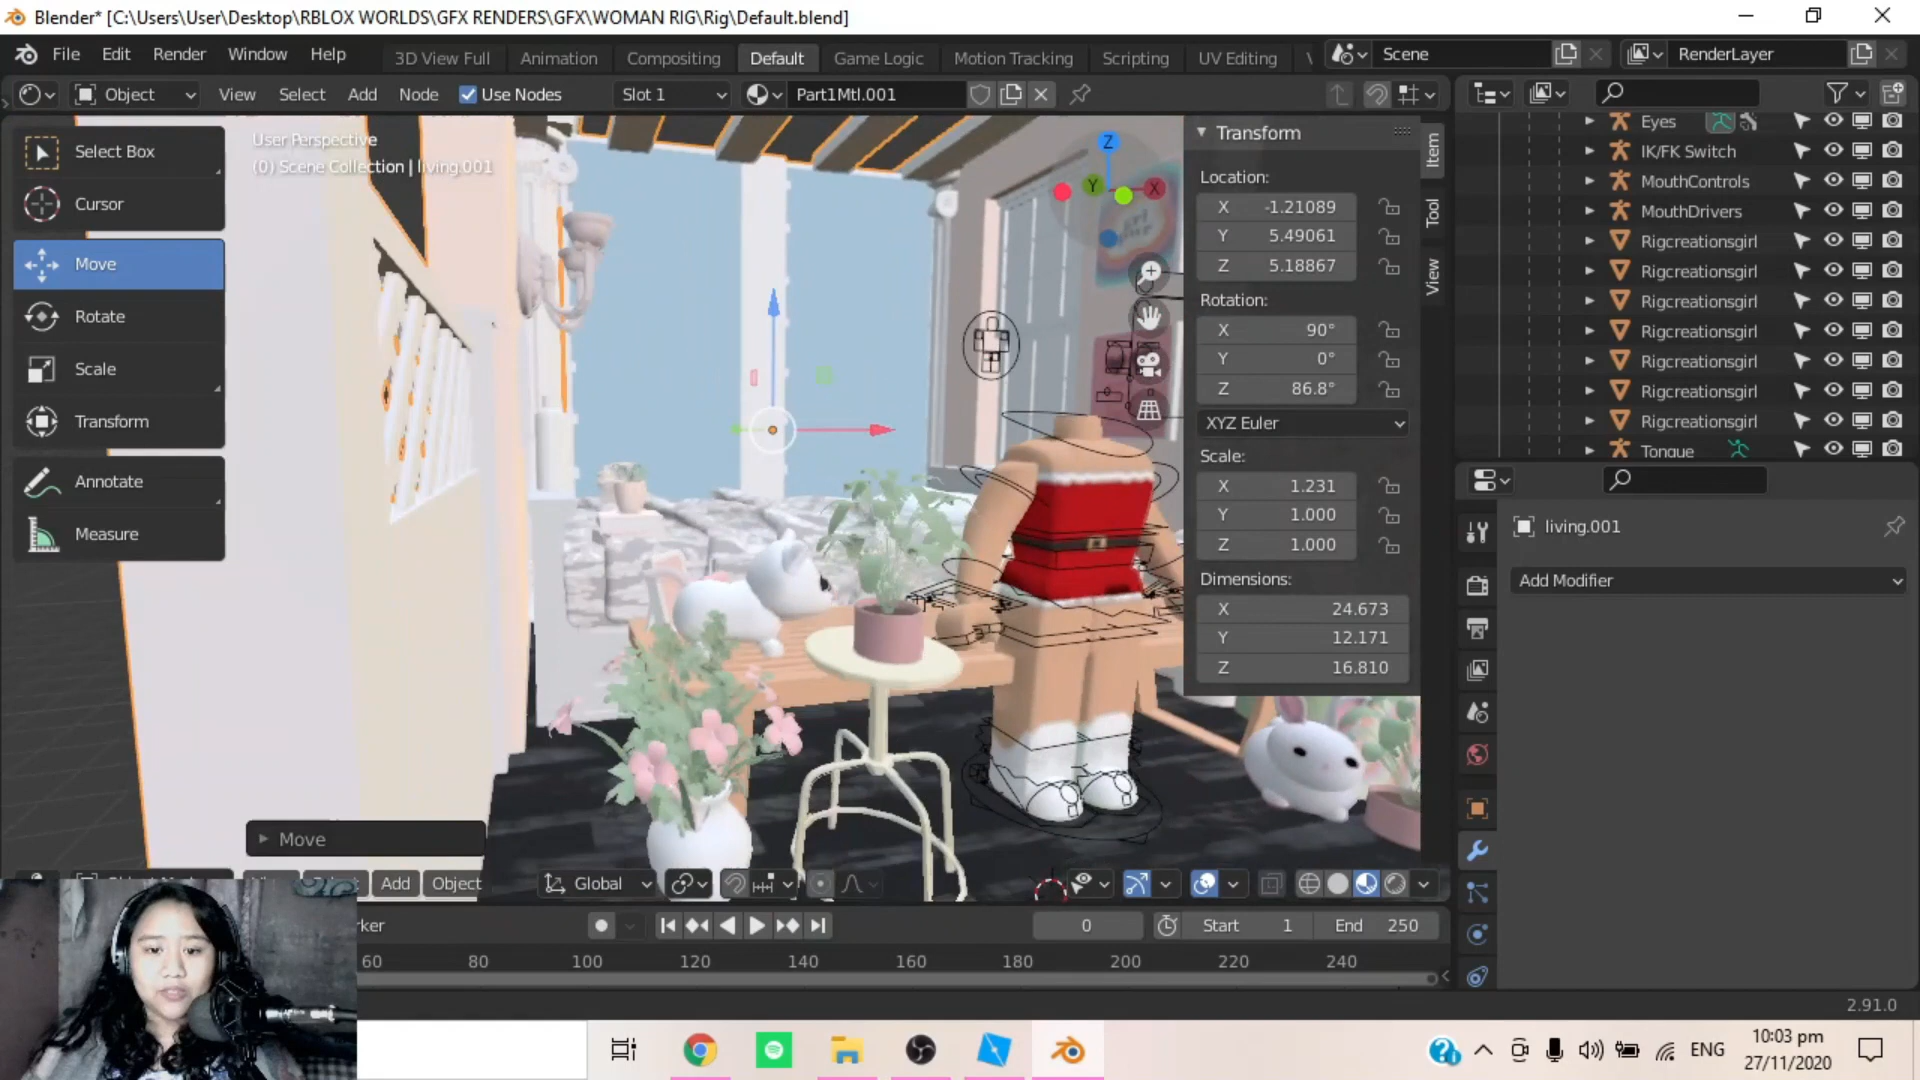 Blender* [C:\Users\User\Desktop\RBLOX WORLDS\GFX RENDERS\GFX\WOMAN RIG\Rig\Default.blend]
File Edit Render Window Help 3D View Full Animation Compositing Default Game Logic Motion Tracking Scripting UV Editing Scene RenderLayer
Object View Select Add Node Use Nodes Slot 1 Part1Mtl.001
User Perspective
(0) Scene Collection | living.001
Select Box
Cursor
Move
Rotate
Scale
Transform
Annotate
Measure
Transform
Location:
X -1.21089
Y 5.49061
Z 5.18867
Rotation:
X 90°
Y 0°
Z 86.8°
XYZ Euler
Scale:
X 1.231
Y 1.000
Z 1.000
Dimensions:
X 24.673
Y 12.171
Z 16.810
Item
Tool
View
Z
Y
X
Eyes
IK/FK Switch
MouthControls
MouthDrivers
Rigcreationsgirl
Rigcreationsgirl
Rigcreationsgirl
Rigcreationsgirl
Rigcreationsgirl
Rigcreationsgirl
Rigcreationsgirl
Tongue
living.001
Add Modifier
Move
Add Object Global
ker 0 Start 1 End 250
60 80 100 120 140 160 180 200 220 240
2.91.0
ENG
10:03 pm
27/11/2020